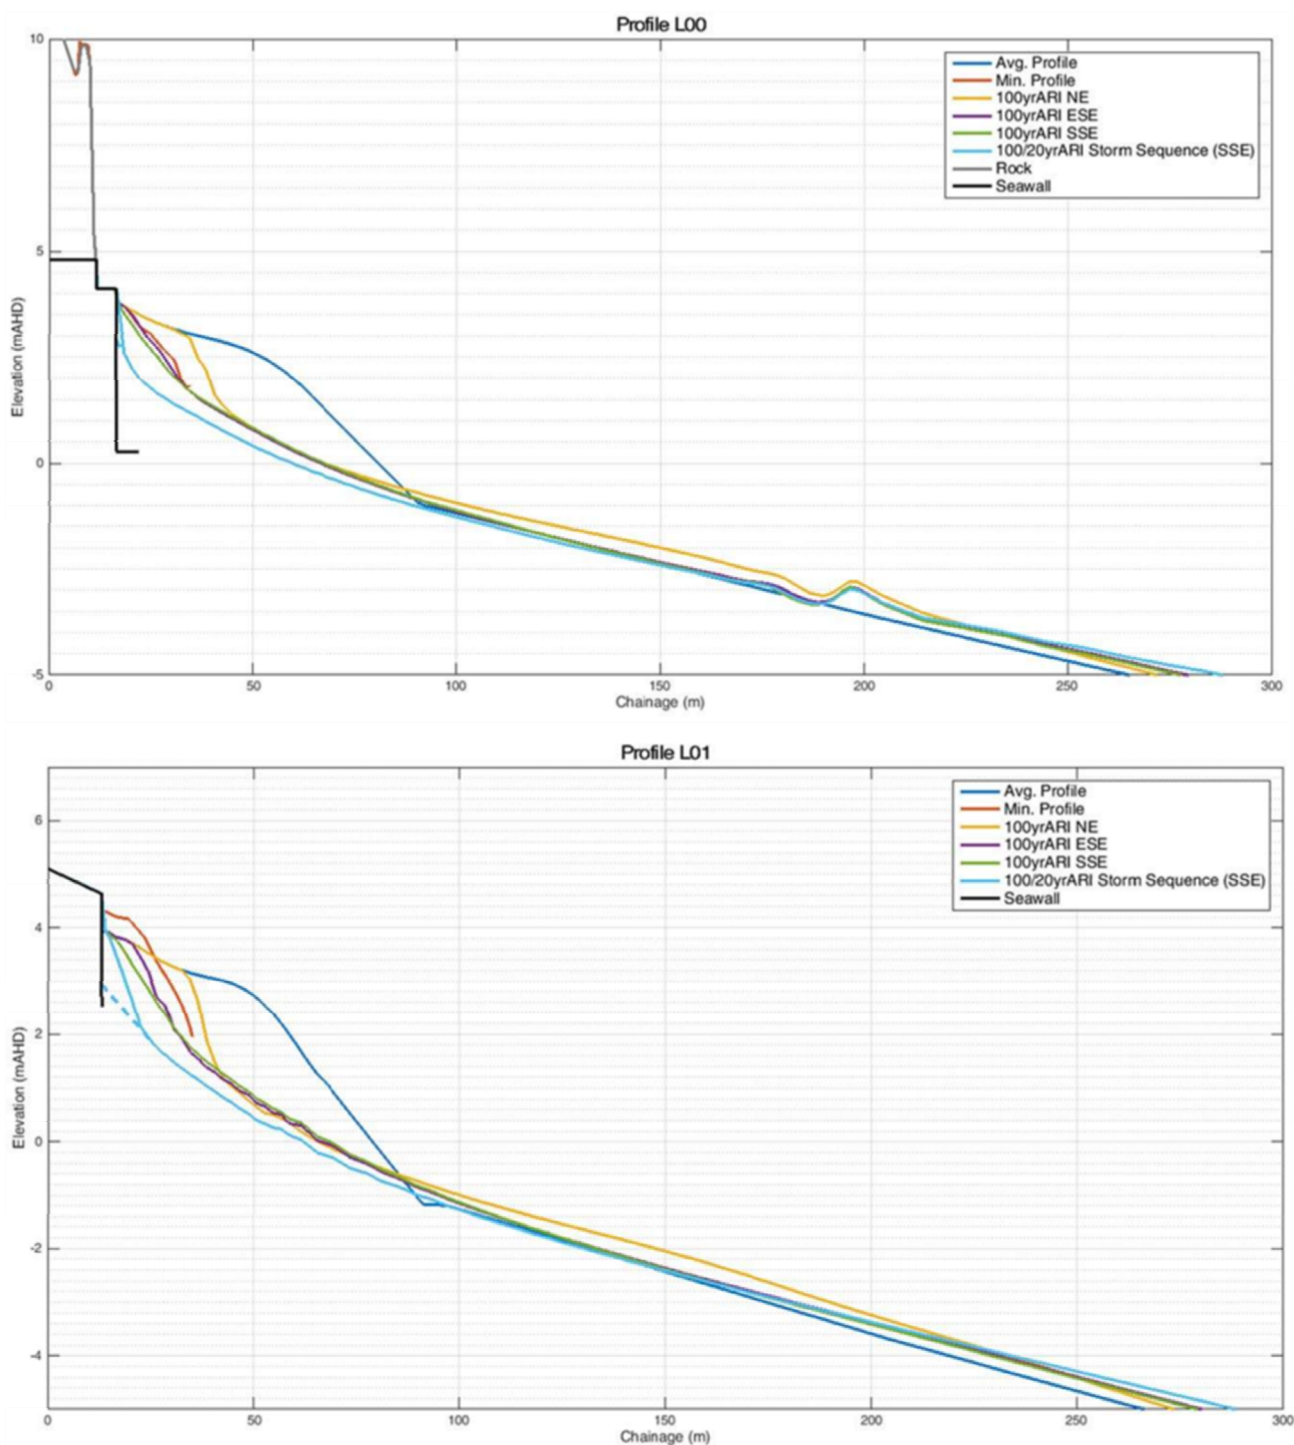 Profile L00
10
5
0
-5
Elevation (mAHD)
Avg. Profile
Min. Profile
100yrARI NE
100yrARI ESE
100yrARI SSE
100/20yrARI Storm Sequence (SSE)
Rock
Seawall
0 50 100 150 200 250 300
Chainage (m)
Profile L01
6
4
2
0
-2
-4
Elevation (mAHD)
Avg. Profile
Min. Profile
100yrARI NE
100yrARI ESE
100yrARI SSE
100/20yrARI Storm Sequence (SSE)
Seawall
0 50 100 150 200 250 300
Chainage (m)